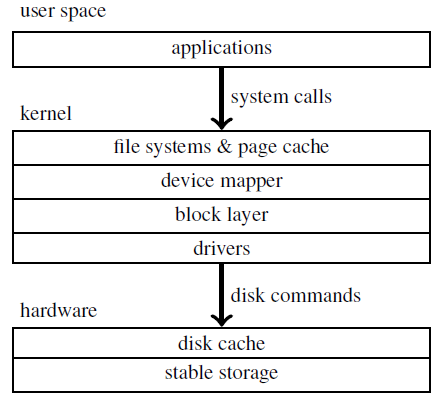 user space
applications
system calls
kernel
file systems & page cache
device mapper
block layer
drivers
disk commands
hardware
disk cache
stable storage